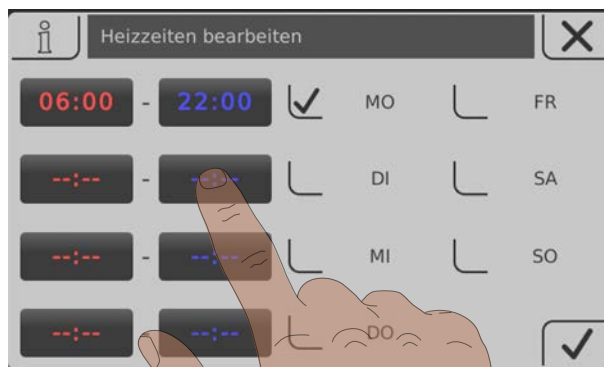 Heizzeiten bearbeiten
06:00 - 22:00 MO FR
--:-- - --:-- DI SA
--:-- - --:-- MI SO
--:-- - --:-- DO